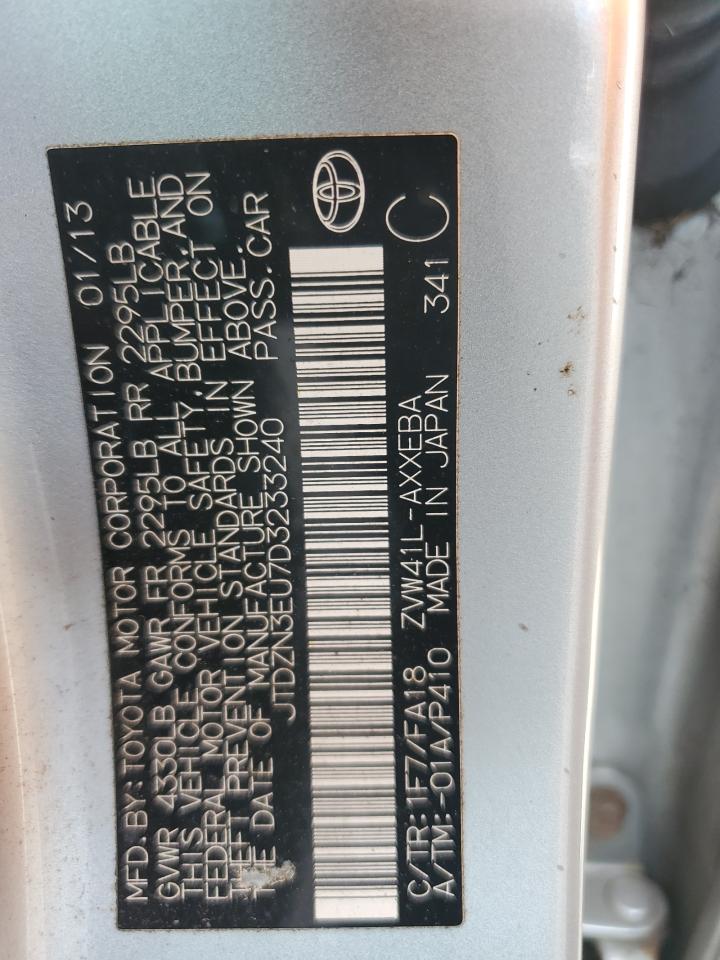 MFD.BY:TOYOTA MOTOR CORPORATION 01/13
GVWR 4330LB GAWR FR 2295LB RR 2295LB
THIS VEHICLE CONFORMS TO ALL APPLICABLE
FEDERAL MOTOR VEHICLE SAFETY,BUMPER,AND
THEFT PREVENTION STANDARDS IN EFFECT ON
THE DATE OF MANUFACTURE SHOWN ABOVE.
JTDZN3EU7D3233240 PASS.CAR
C/TR:1F7/FA18 ZVW41L-AXXEBA C
A/TM:-01A/P410 MADE IN JAPAN 341